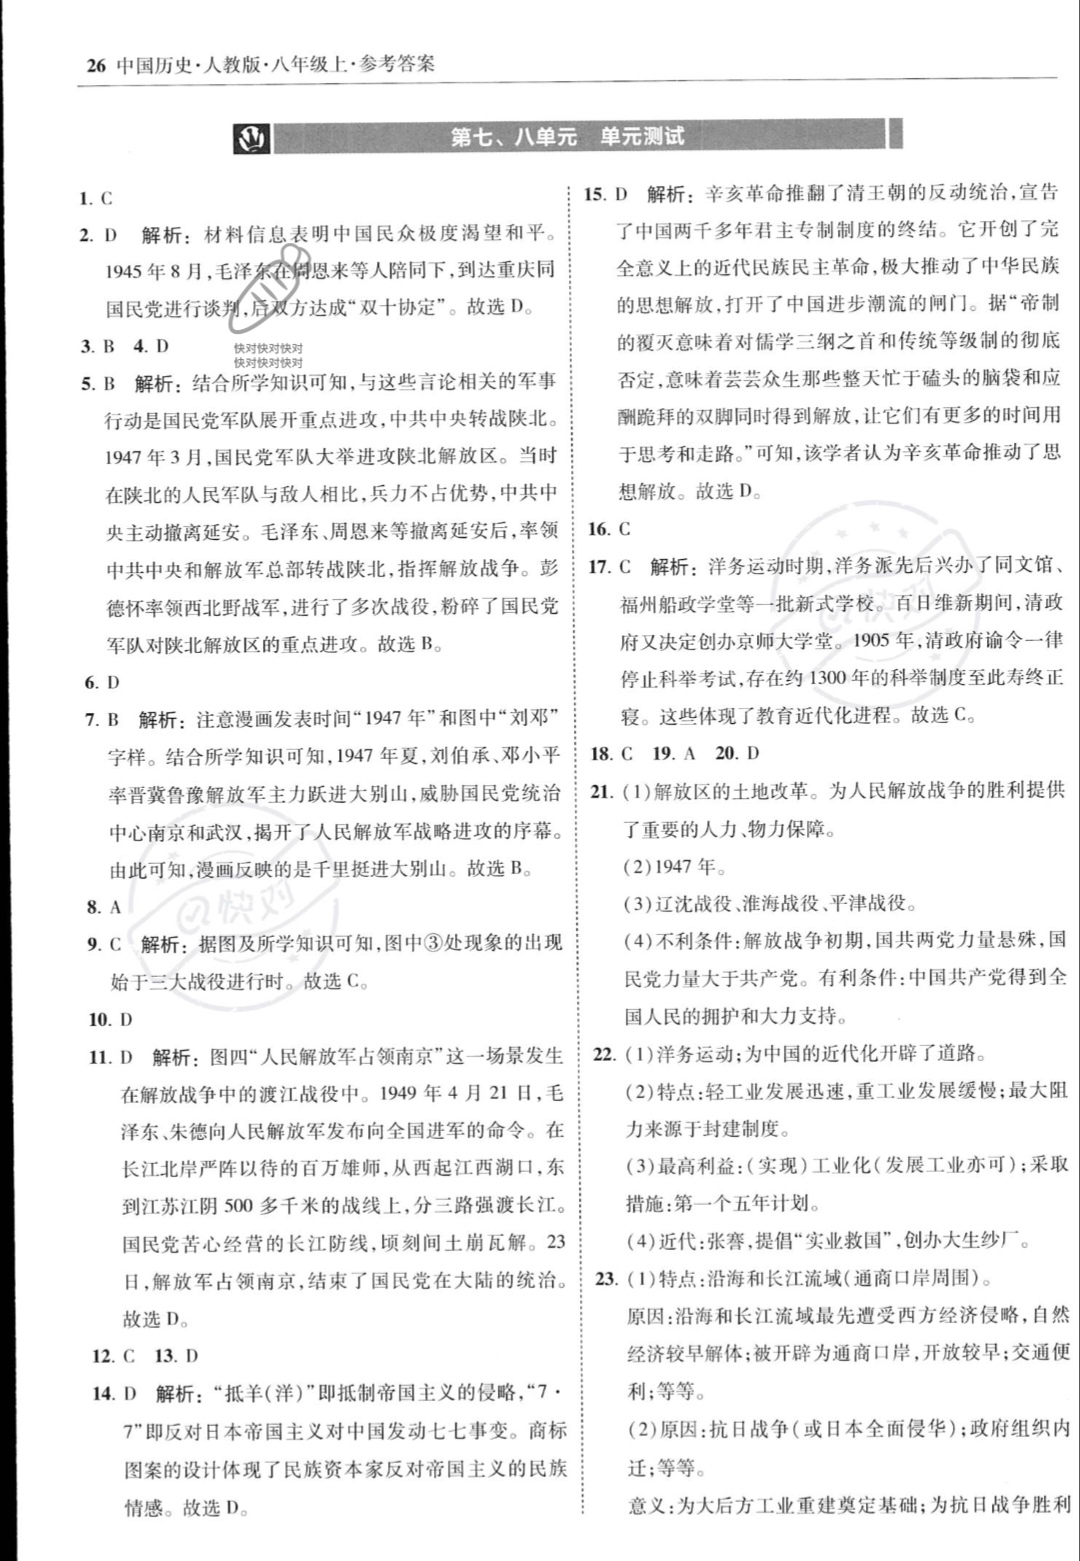 26 中国历史·人教版·八年级上·参考答案
第七、八单元 单元测试
1. C
2. D 解析：材料信息表明中国民众极度渴望和平。
1945年8月，毛泽东在周恩来等人陪同下，到达重庆同
国民党进行谈判，后双方达成“双十协定”。故选D。
3. B 4. D
快对快对快对
快对快对快对
5. B 解析：结合所学知识可知，与这些言论相关的军事
行动是国民党军队展开重点进攻，中共中央转战陕北。
1947年3月，国民党军队大举进攻陕北解放区。当时
在陕北的人民军队与敌人相比，兵力不占优势，中共中
央主动撤离延安。毛泽东、周恩来等撤离延安后，率领
中共中央和解放军总部转战陕北，指挥解放战争。彭
德怀率领西北野战军，进行了多次战役，粉碎了国民党
军队对陕北解放区的重点进攻。故选B。
6. D
7. B 解析：注意漫画发表时间“1947年”和图中“刘邓”
字样。结合所学知识可知，1947年夏，刘伯承、邓小平
率晋冀鲁豫解放军主力跃进大别山，威胁国民党统治
中心南京和武汉，揭开了人民解放军战略进攻的序幕。
由此可知，漫画反映的是千里挺进大别山。故选B。
8. A
9. C 解析：据图及所学知识可知，图中③处现象的出现
始于三大战役进行时。故选C。
10. D
11. D 解析：图四“人民解放军占领南京”这一场景发生
在解放战争中的渡江战役中。1949年4月21日，毛
泽东、朱德向人民解放军发布向全国进军的命令。在
长江北岸严阵以待的百万雄师，从西起江西湖口，东
到江苏江阴500多千米的战线上，分三路强渡长江。
国民党苦心经营的长江防线，顷刻间土崩瓦解。23
日，解放军占领南京，结束了国民党在大陆的统治。
故选D。
12. C 13. D
14. D 解析：“抵羊(洋)”即抵制帝国主义的侵略，“7·
7”即反对日本帝国主义对中国发动七七事变。商标
图案的设计体现了民族资本家反对帝国主义的民族
情感。故选D。
15. D 解析：辛亥革命推翻了清王朝的反动统治，宣告
了中国两千多年君主专制制度的终结。它开创了完
全意义上的近代民族民主革命，极大推动了中华民族
的思想解放，打开了中国进步潮流的闸门。据“帝制
的覆灭意味着对儒学三纲之首和传统等级制的彻底
否定，意味着芸芸众生那些整天忙于磕头的脑袋和应
酬跪拜的双脚同时得到解放，让它们有更多的时间用
于思考和走路。”可知，该学者认为辛亥革命推动了思
想解放。故选D。
16. C
17. C 解析：洋务运动时期，洋务派先后兴办了同文馆、
福州船政学堂等一批新式学校。百日维新期间，清政
府又决定创办京师大学堂。1905年，清政府谕令一律
停止科举考试，存在约1300年的科举制度至此寿终正
寝。这些体现了教育近代化进程。故选C。
18. C 19. A 20. D
21. (1)解放区的土地改革。为人民解放战争的胜利提供
了重要的人力、物力保障。
(2)1947年。
(3)辽沈战役、淮海战役、平津战役。
(4)不利条件：解放战争初期，国共两党力量悬殊，国
民党力量大于共产党。有利条件：中国共产党得到全
国人民的拥护和大力支持。
22. (1)洋务运动；为中国的近代化开辟了道路。
(2)特点：轻工业发展迅速，重工业发展缓慢；最大阻
力来源于封建制度。
(3)最高利益：(实现)工业化(发展工业亦可)；采取
措施：第一个五年计划。
(4)近代：张謇，提倡“实业救国”，创办大生纱厂。
23. (1)特点：沿海和长江流域(通商口岸周围)。
原因：沿海和长江流域最先遭受西方经济侵略，自然
经济较早解体；被开辟为通商口岸，开放较早；交通便
利；等等。
(2)原因：抗日战争(或日本全面侵华)；政府组织内
迁；等等。
意义：为大后方工业重建奠定基础；为抗日战争胜利
快对
快对